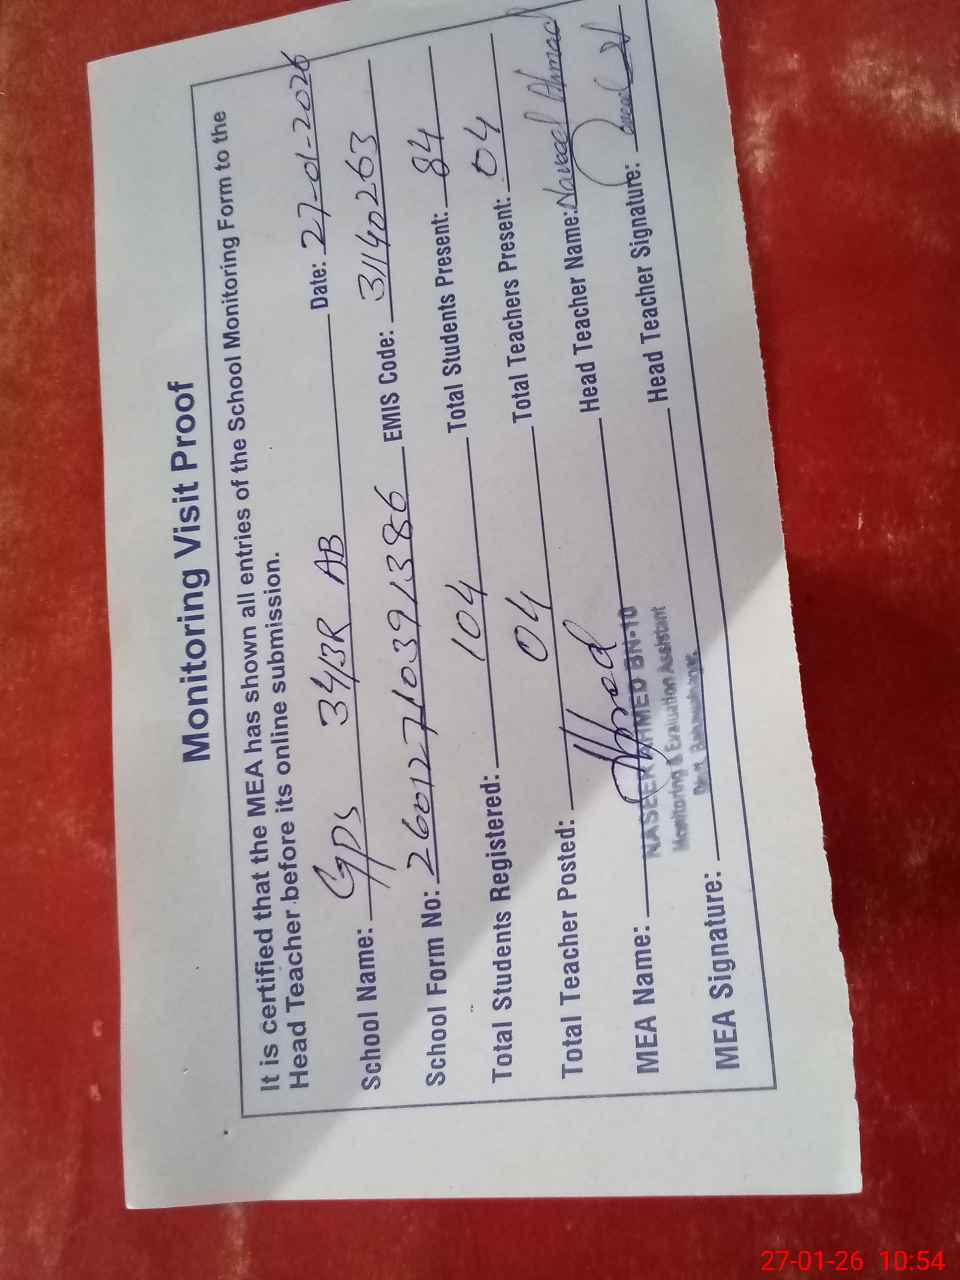 Monitoring Visit Proof
It is certified that the MEA has shown all entries of the School Monitoring Form to the
Head Teacher before its online submission.
School Name: GPS 34/3R AB Date: 27-01-2026
School Form No: 26012710391386 EMIS Code: 31140263
Total Students Registered: 104 Total Students Present: 84
Total Teacher Posted: 04 Total Teachers Present: 04
MEA Name: NASEER AHMED BN-10 Head Teacher Name: Naveed Ahmad
Monitoring & Evaluation Assistant
MEA Signature: Head Teacher Signature:
27-01-26 10:54